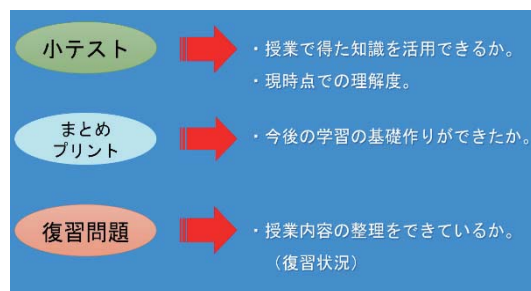 小テスト
・授業で得た知識を活用できるか。
・現時点での理解度。
まとめ
プリント
・今後の学習の基礎作りができたか。
復習問題
・授業内容の整理をできているか。
（復習状況）